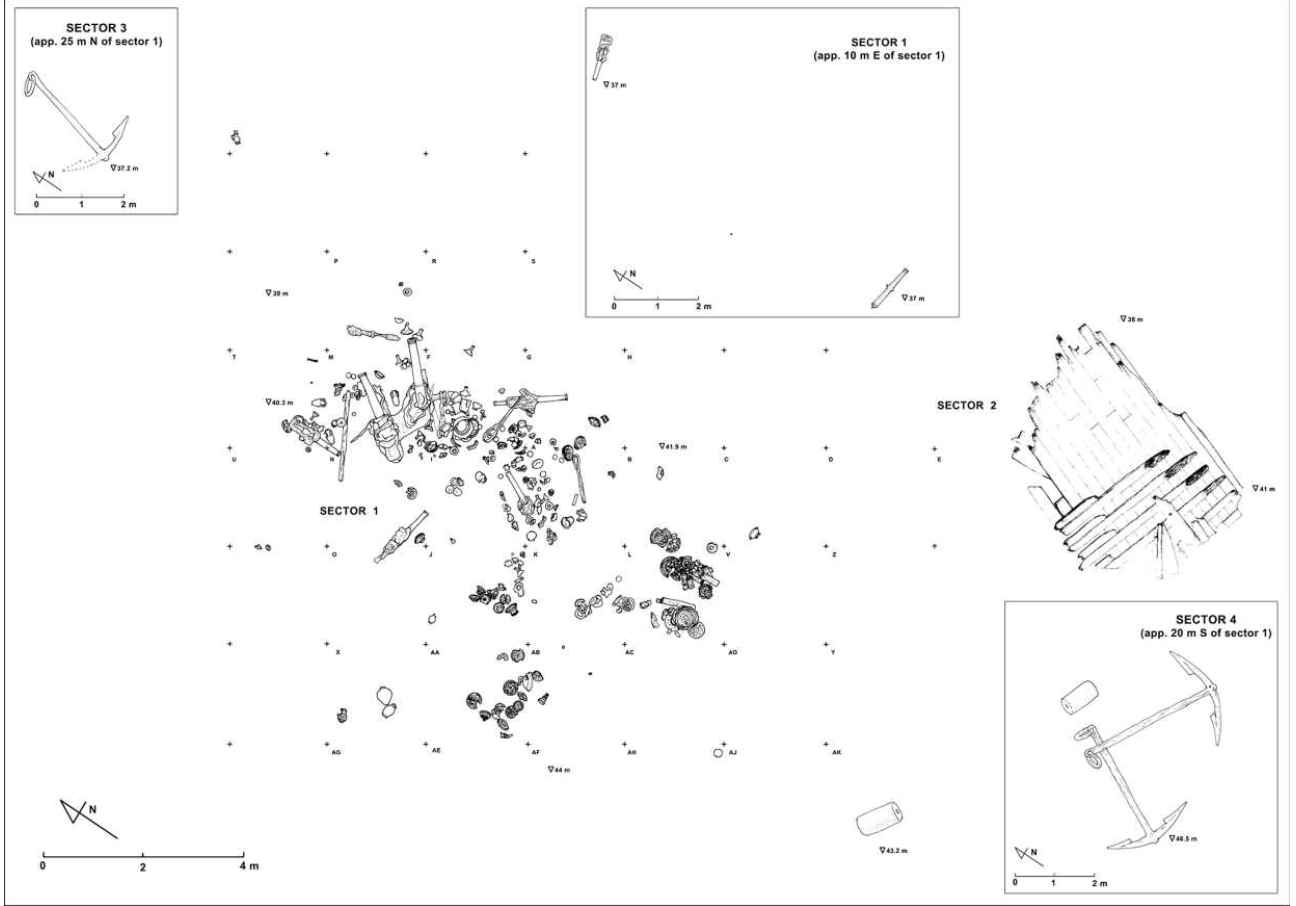 SECTOR 3
(app. 25 m N of sector 1)
37.2 m
N
0 1 2 m
SECTOR 1
(app. 10 m E of sector 1)
37 m
N
0 1 2 m
37 m
P R S
39 m
38 m
T M F G H
40.3 m
SECTOR 2
41.9 m
U N I A B C D E
41 m
SECTOR 1
O J K L V Z
X AA AB AC AD Y
SECTOR 4
(app. 20 m S of sector 1)
AG AE AF AH AJ AK
44 m
N
0 2 4 m
43.2 m
46.5 m
N
0 1 2 m